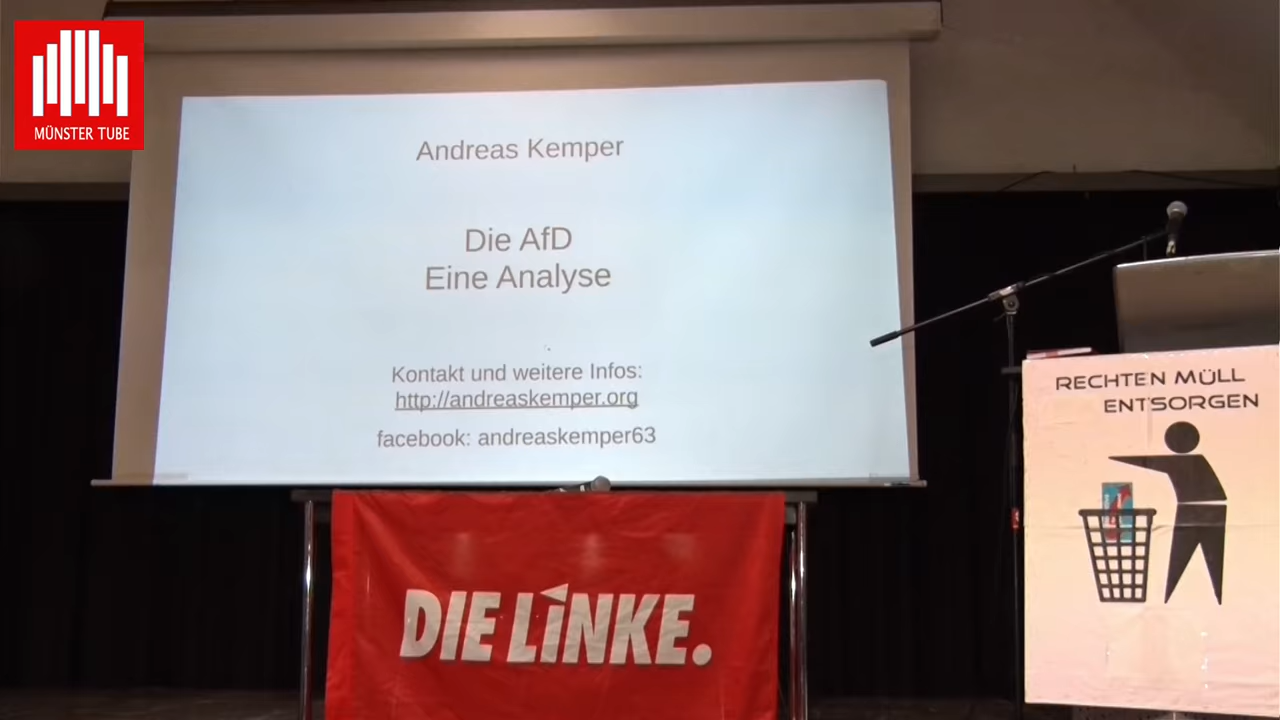 MÜNSTER TUBE
Andreas Kemper
Die AfD
Eine Analyse
Kontakt und weitere Infos:
http://andreaskemper.org
facebook: andreaskemper63
RECHTEN MÜLL
ENTSORGEN
DIE LINKE.